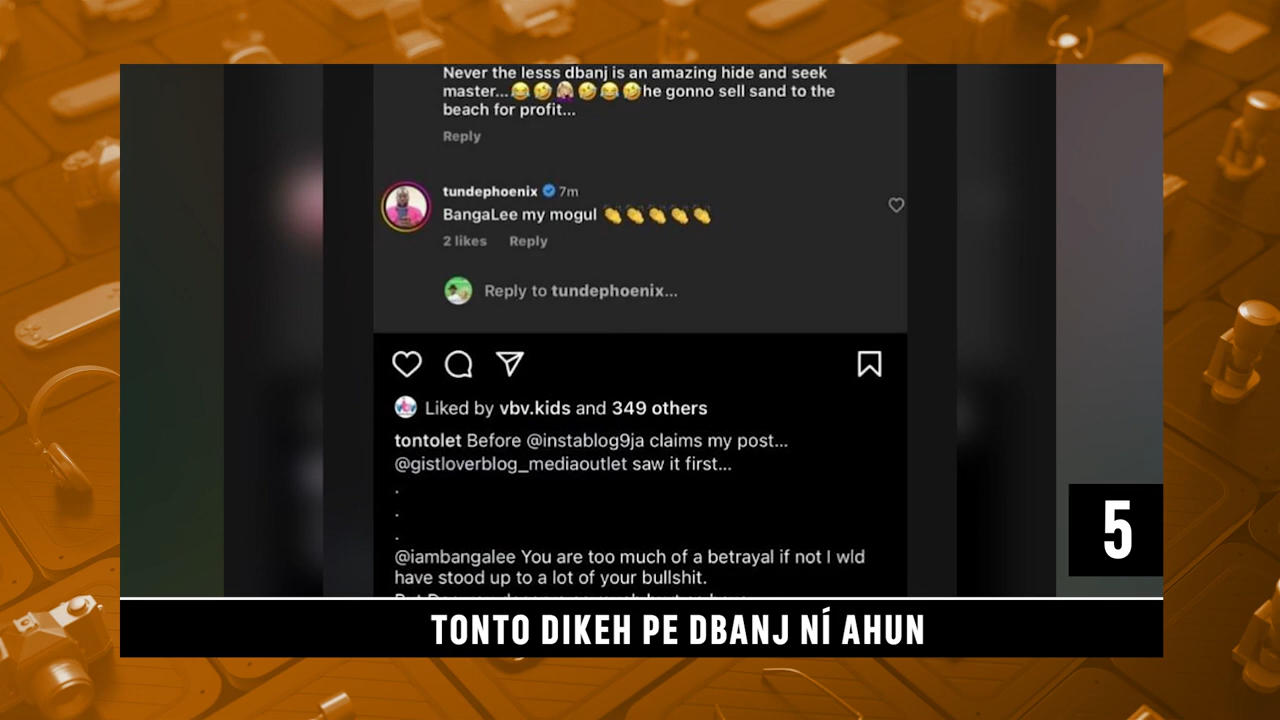 Never the lesss dbanj is an amazing hide and seek
master...😂🤣🤦🏼‍♀️🤣😂🤣he gonno sell sand to the
beach for profit...
Reply
tundephoenix 7m
BangaLee my mogul 👏👏👏👏👏
2 likes Reply
Reply to tundephoenix...
Liked by vbv.kids and 349 others
tontolet Before @instablog9ja claims my post...
@gistloverblog_mediaoutlet saw it first...
.
.
.
@iambangalee You are too much of a betrayal if not I wld
have stood up to a lot of your bullshit.
5
TONTO DIKEH PE DBANJ NÍ AHUN